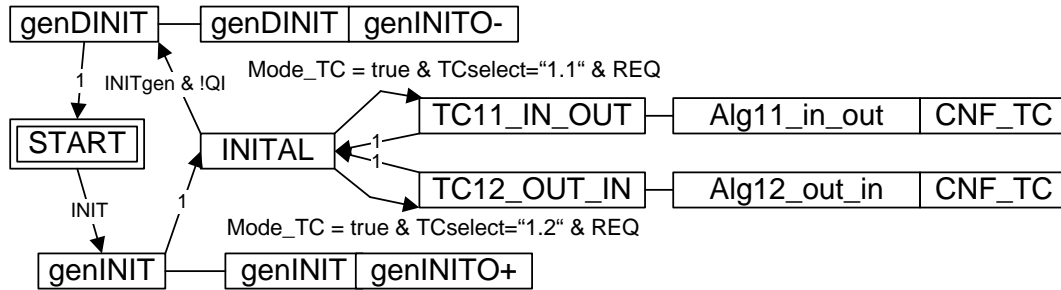 genDINIT genDINIT genINITO-
1
INITgen & !QI
Mode_TC = true & TCselect=“1.1“ & REQ
TC11_IN_OUT Alg11_in_out CNF_TC
START
INITAL
1
1
TC12_OUT_IN Alg12_out_in CNF_TC
INIT
1
Mode_TC = true & TCselect=“1.2“ & REQ
genINIT genINIT genINITO+